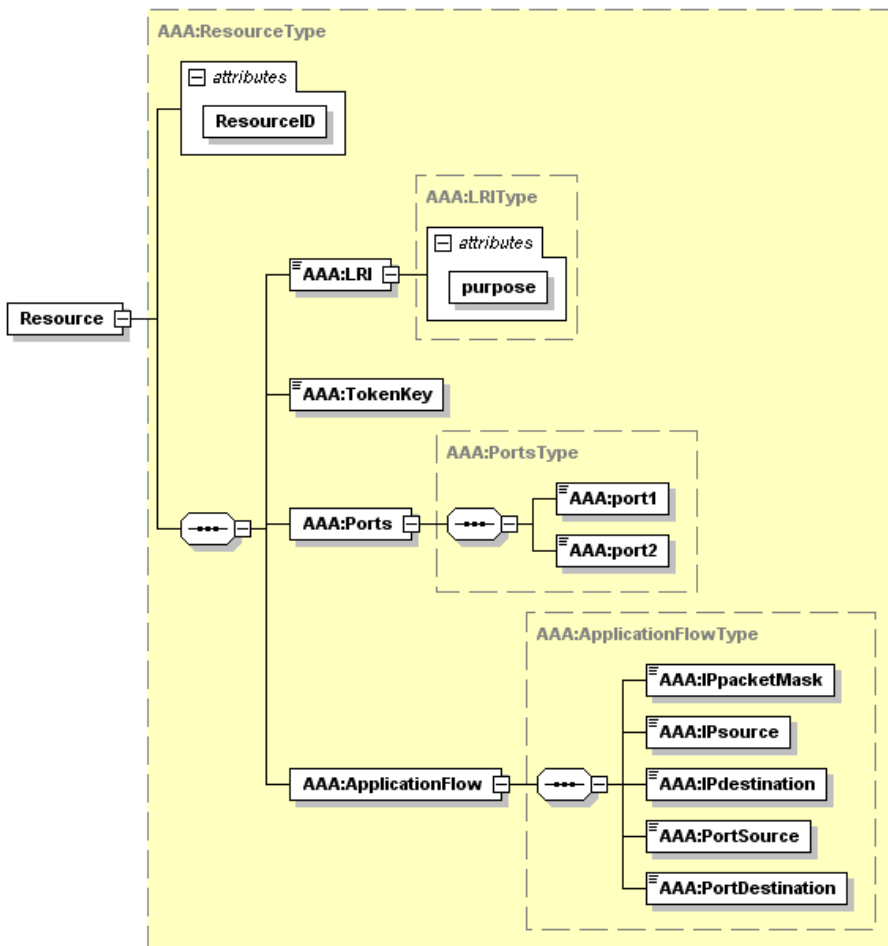 AAA:ResourceType
attributes
ResourceID
AAA:LRIType
attributes
AAA:LRI
purpose
Resource
AAA:TokenKey
AAA:PortsType
AAA:port1
AAA:Ports
AAA:port2
AAA:ApplicationFlowType
AAA:IPpacketMask
AAA:IPsource
AAA:ApplicationFlow
AAA:IPdestination
AAA:PortSource
AAA:PortDestination